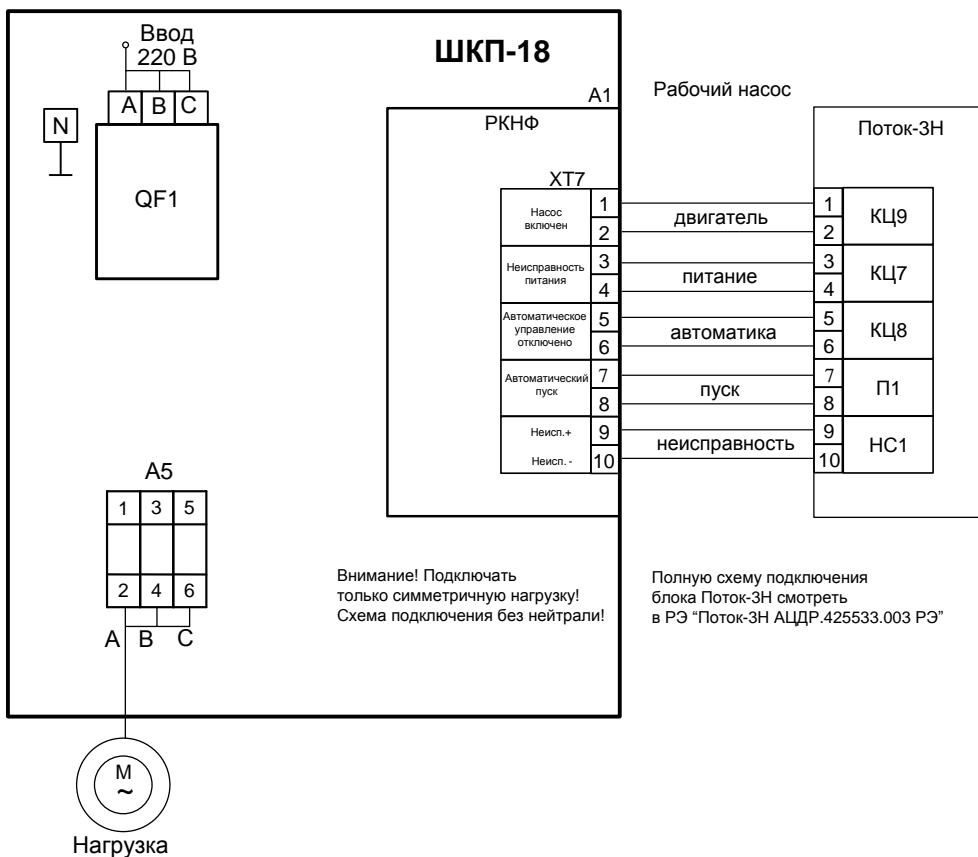 Ввод
220 В
ШКП-18
A B C
N
QF1
A1
РКНФ
XT7
Насос
включен
1
2
Неисправность
питания
3
4
Автоматическое
управление
отключено
5
6
Автоматический
пуск
7
8
Неисп.+
9
Неисп. -
10
Рабочий насос
двигатель
питание
автоматика
пуск
неисправность
Поток-3Н
1
2
КЦ9
3
4
КЦ7
5
6
КЦ8
7
8
П1
9
10
НС1
A5
1 3 5
2 4 6
A B C
Внимание! Подключать
только симметричную нагрузку!
Схема подключения без нейтрали!
Полную схему подключения
блока Поток-3Н смотреть
в РЭ “Поток-3Н АЦДР.425533.003 РЭ”
M
~
Нагрузка